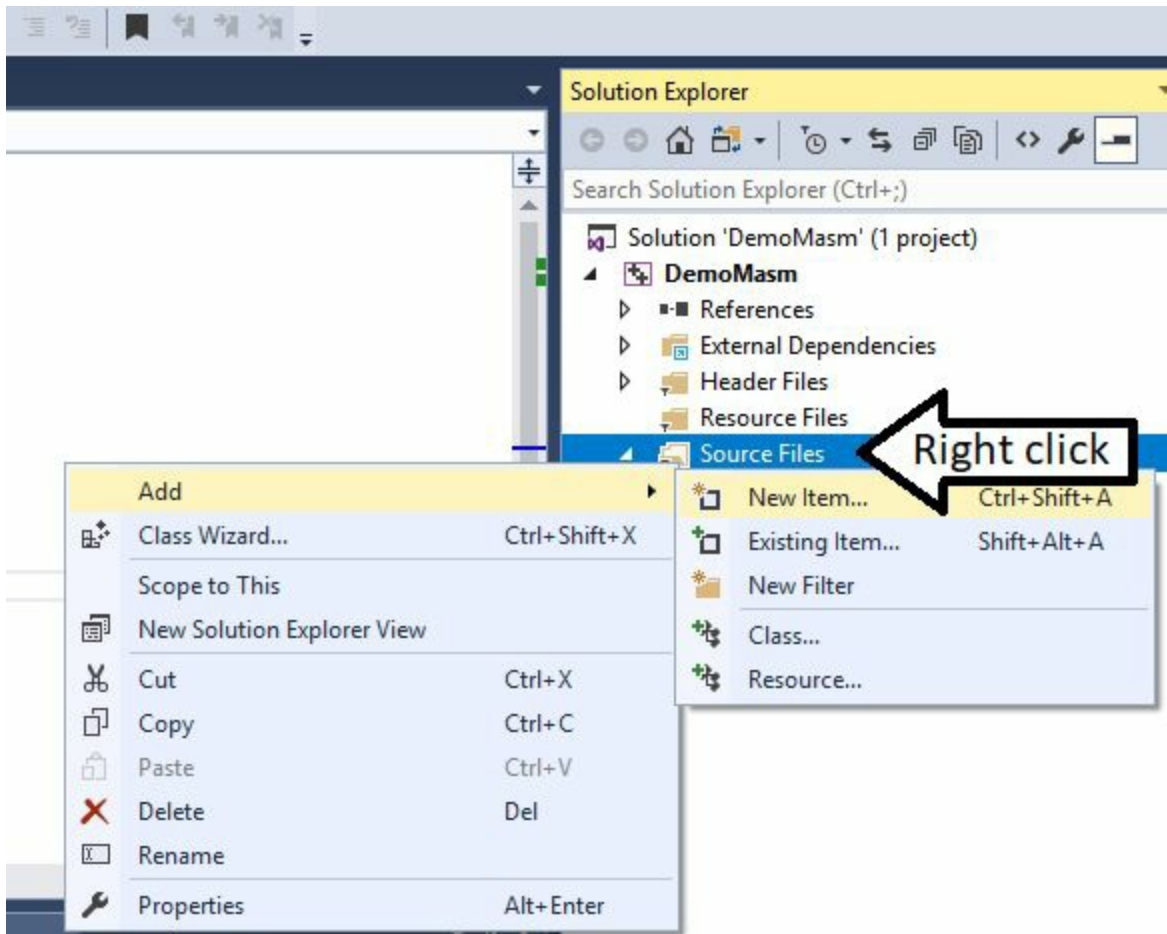 Solution Explorer
Search Solution Explorer (Ctrl+;)
Solution 'DemoMasm' (1 project)
DemoMasm
References
External Dependencies
Header Files
Resource Files
Source Files
Right click
Add
Class Wizard... Ctrl+Shift+X
Scope to This
New Solution Explorer View
Cut Ctrl+X
Copy Ctrl+C
Paste Ctrl+V
Delete Del
Rename
Properties Alt+Enter
New Item... Ctrl+Shift+A
Existing Item... Shift+Alt+A
New Filter
Class...
Resource...